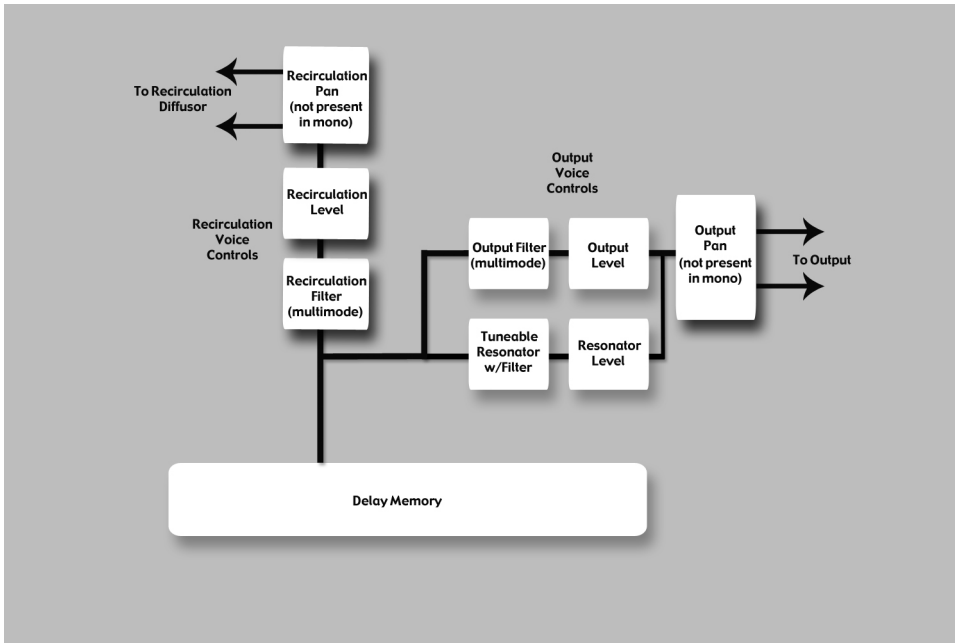 Recirculation
Pan
(not present
in mono)
To Recirculation
Diffusor
Recirculation
Level
Recirculation
Voice
Controls
Recirculation
Filter
(multimode)
Output
Voice
Controls
Output Filter
(multimode)
Output
Level
Output
Pan
(not present
in mono)
To Output
Tuneable
Resonator
w/Filter
Resonator
Level
Delay Memory